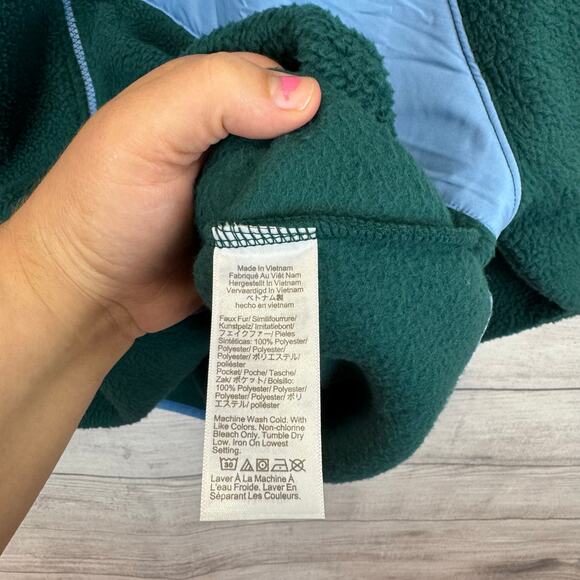 Made In Vietnam
Fabriqué Au Viêt Nam
Hergestellt In Vietnam
Vervaardigd In Vietnam
ベトナム製
hecho en vietnam
Faux Fur/ Similifourrure/
Kunstpelz/ Imitatiebont/
フェイクファー/ Pieles
Sintéticas: 100% Polyester/
Polyester/ Polyester/
Polyester/ ポリエステル/
poliéster
Pocket/ Poche/ Tasche/
Zak/ ポケット/ Bolsillo:
100% Polyester/ Polyester/
Polyester/ Polyester/ ポリ
エステル/ poliéster
Machine Wash Cold. With
Like Colors. Non-chlorine
Bleach Only. Tumble Dry
Low. Iron On Lowest
Setting.
30
Laver À La Machine À
L'eau Froide. Laver En
Séparant Les Couleurs.